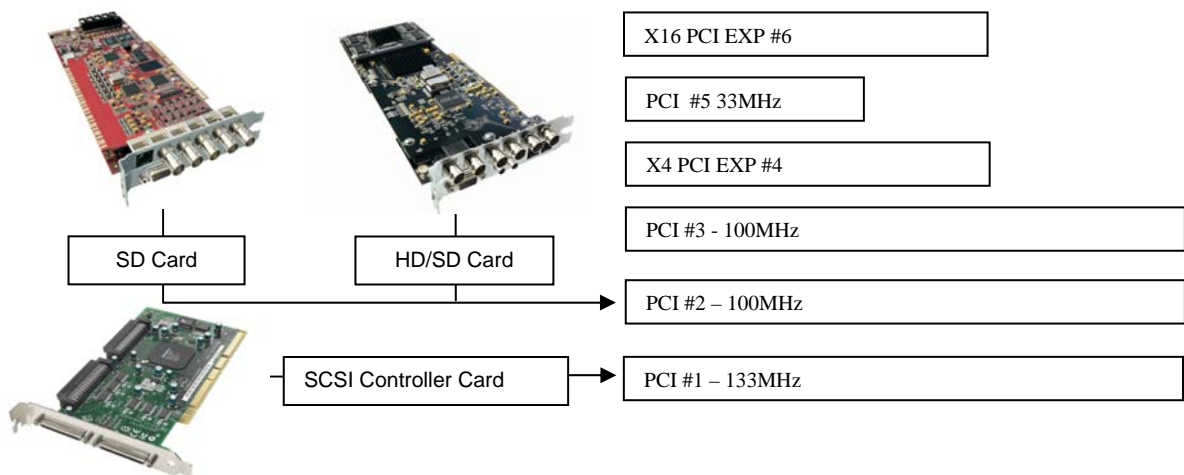 X16 PCI EXP #6
PCI  #5 33MHz
X4 PCI EXP #4
PCI #3 - 100MHz
SD Card
HD/SD Card
PCI #2 – 100MHz
SCSI Controller Card
PCI #1 – 133MHz